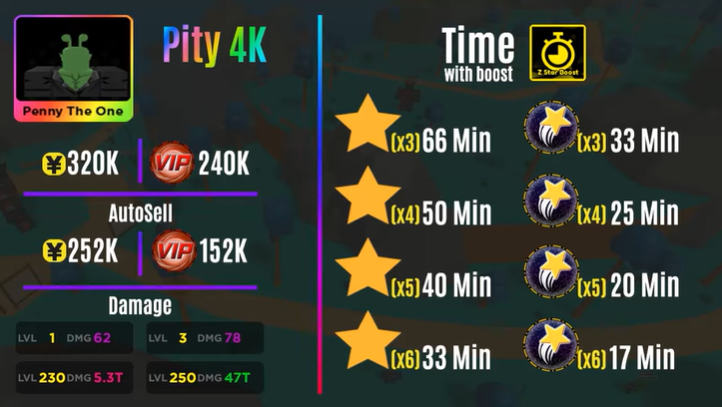 Penny The One
Pity 4K
¥320K
VIP 240K
AutoSell
¥252K
VIP 152K
Damage
LVL 1 DMG 62
LVL 3 DMG 78
LVL 230 DMG 5.3T
LVL 250 DMG 47T
Time
with boost
Z Star Boost
(x3) 66 Min
(x3) 33 Min
(x4) 50 Min
(x4) 25 Min
(x5) 40 Min
(x5) 20 Min
(x6) 33 Min
(x6) 17 Min